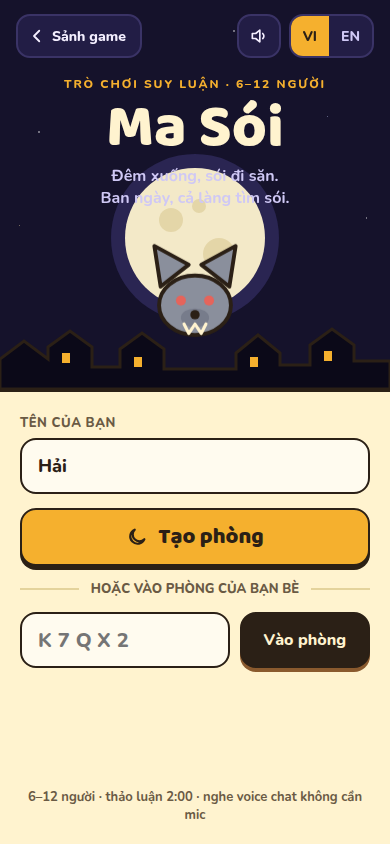 Sảnh game
VI EN
TRÒ CHƠI SUY LUẬN · 6–12 NGƯỜI
Ma Sói
Đêm xuống, sói đi săn.
Ban ngày, cả làng tìm sói.
TÊN CỦA BẠN
Hải
Tạo phòng
HOẶC VÀO PHÒNG CỦA BẠN BÈ
K7QX2
Vào phòng
6–12 người · thảo luận 2:00 · nghe voice chat không cần
mic